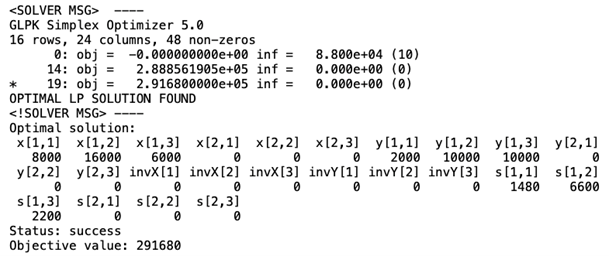 <SOLVER MSG>  ----
GLPK Simplex Optimizer 5.0
16 rows, 24 columns, 48 non-zeros
      0: obj =  -0.000000000e+00 inf =   8.800e+04 (10)
     14: obj =   2.888561905e+05 inf =   0.000e+00 (0)
*    19: obj =   2.916800000e+05 inf =   0.000e+00 (0)
OPTIMAL LP SOLUTION FOUND
<!SOLVER MSG> ----
Optimal solution:
 x[1,1]  x[1,2]  x[1,3]  x[2,1]  x[2,2]  x[2,3]  y[1,1]  y[1,2]  y[1,3]  y[2,1]
   8000   16000    6000       0       0       0    2000   10000   10000       0
 y[2,2]  y[2,3] invX[1] invX[2] invX[3] invY[1] invY[2] invY[3]  s[1,1]  s[1,2]
      0       0       0       0       0       0       0       0    1480    6600
 s[1,3]  s[2,1]  s[2,2]  s[2,3]
   2200       0       0       0
Status: success
Objective value: 291680